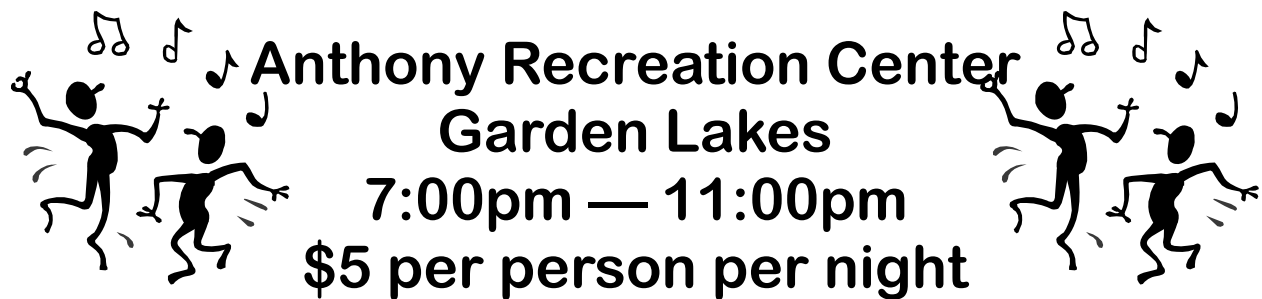 Anthony Recreation Center
Garden Lakes
7:00pm — 11:00pm
$5 per person per night